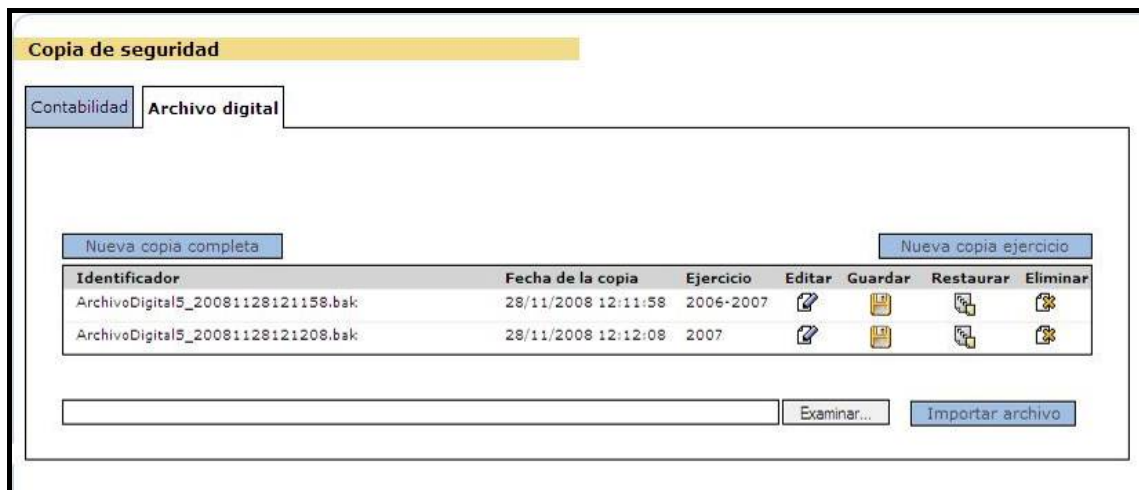 Copia de seguridad
Contabilidad Archivo digital
Nueva copia completa Nueva copia ejercicio
Identificador Fecha de la copia Ejercicio Editar Guardar Restaurar Eliminar
ArchivoDigital5_20081128121158.bak 28/11/2008 12:11:58 2006-2007
ArchivoDigital5_20081128121208.bak 28/11/2008 12:12:08 2007
Examinar... Importar archivo